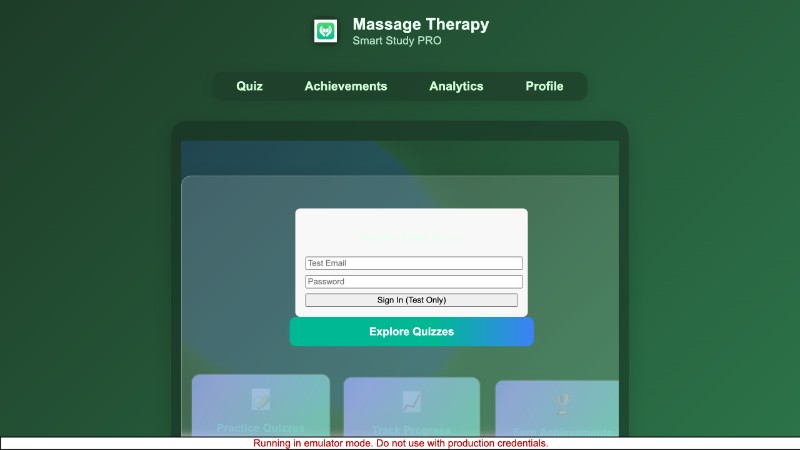 Massage Therapy
Smart Study PRO
Quiz Achievements Analytics Profile
Test Email
Password
Sign In (Test Only)
Explore Quizzes
Practice Quizzes Track Progress Earn Achievements
Running in emulator mode. Do not use with production credentials.